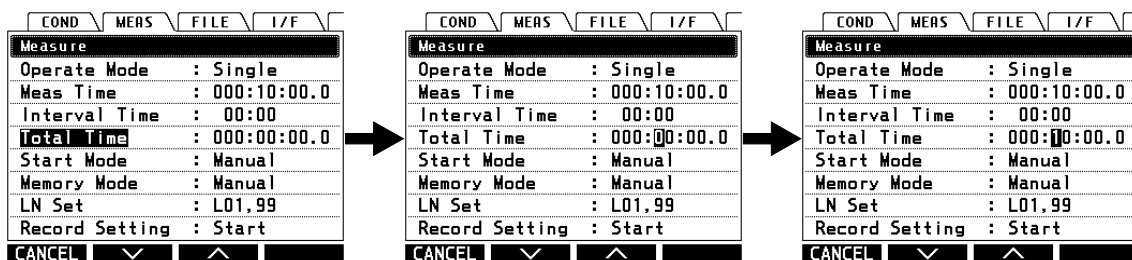 COND MEAS FILE I/F
Measure
Operate Mode : Single
Meas Time : 000:10:00.0
Interval Time : 00:00
Total Time : 000:00:00.0
Start Mode : Manual
Memory Mode : Manual
LN Set : L01,99
Record Setting : Start
CANCEL
COND MEAS FILE I/F
Measure
Operate Mode : Single
Meas Time : 000:10:00.0
Interval Time : 00:00
Total Time : 000:00:00.0
Start Mode : Manual
Memory Mode : Manual
LN Set : L01,99
Record Setting : Start
CANCEL
COND MEAS FILE I/F
Measure
Operate Mode : Single
Meas Time : 000:10:00.0
Interval Time : 00:00
Total Time : 000:10:00.0
Start Mode : Manual
Memory Mode : Manual
LN Set : L01,99
Record Setting : Start
CANCEL